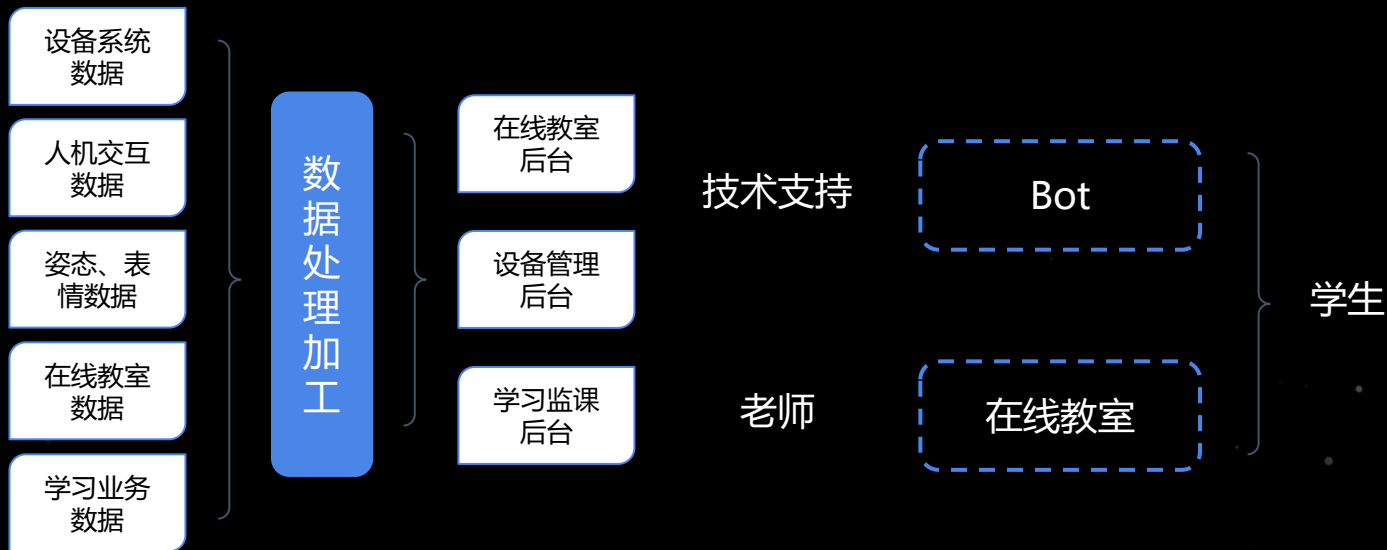 设备系统
数据
人机交互
数据
姿态、表
情数据
在线教室
数据
学习业务
数据
数
据
处
理
加
工
在线教室
后台
设备管理
后台
学习监课
后台
技术支持
老师
Bot
在线教室
学生